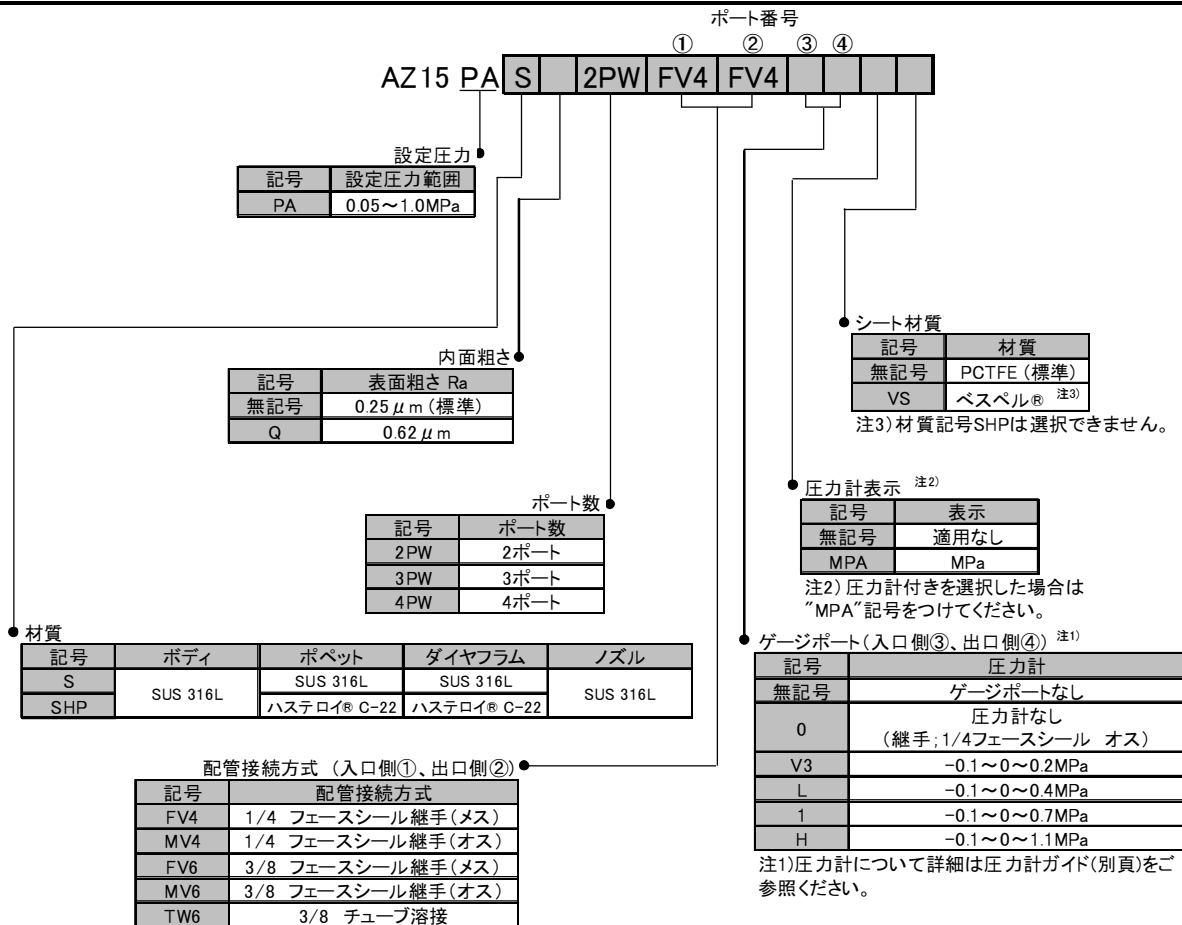 ポート番号
① ② ③ ④
AZ15 PA S 2PW FV4 FV4
設定圧力
記号 設定圧力範囲
PA 0.05～1.0MPa
内面粗さ
記号 表面粗さ Ra
無記号 0.25μm(標準)
Q 0.62μm
ポート数
記号 ポート数
2PW 2ポート
3PW 3ポート
4PW 4ポート
材質
記号 ボディ ポペット ダイヤフラム ノズル
S SUS 316L SUS 316L SUS 316L SUS 316L
SHP ハステロイ® C-22 ハステロイ® C-22
配管接続方式 (入口側①、出口側②)
記号 配管接続方式
FV4 1/4 フェースシール継手(メス)
MV4 1/4 フェースシール継手(オス)
FV6 3/8 フェースシール継手(メス)
MV6 3/8 フェースシール継手(オス)
TW6 3/8 チューブ溶接
シート材質
記号 材質
無記号 PCTFE (標準)
VS ベスペル® 注3)
注3)材質記号SHPは選択できません。
圧力計表示 注2)
記号 表示
無記号 適用なし
MPA MPa
注2) 圧力計付きを選択した場合は
"MPA"記号をつけてください。
ゲージポート(入口側③、出口側④) 注1)
記号 圧力計
無記号 ゲージポートなし
0 圧力計なし
(継手;1/4フェースシール オス)
V3 -0.1～0～0.2MPa
L -0.1～0～0.4MPa
1 -0.1～0～0.7MPa
H -0.1～0～1.1MPa
注1)圧力計について詳細は圧力計ガイド(別頁)をご
参照ください。